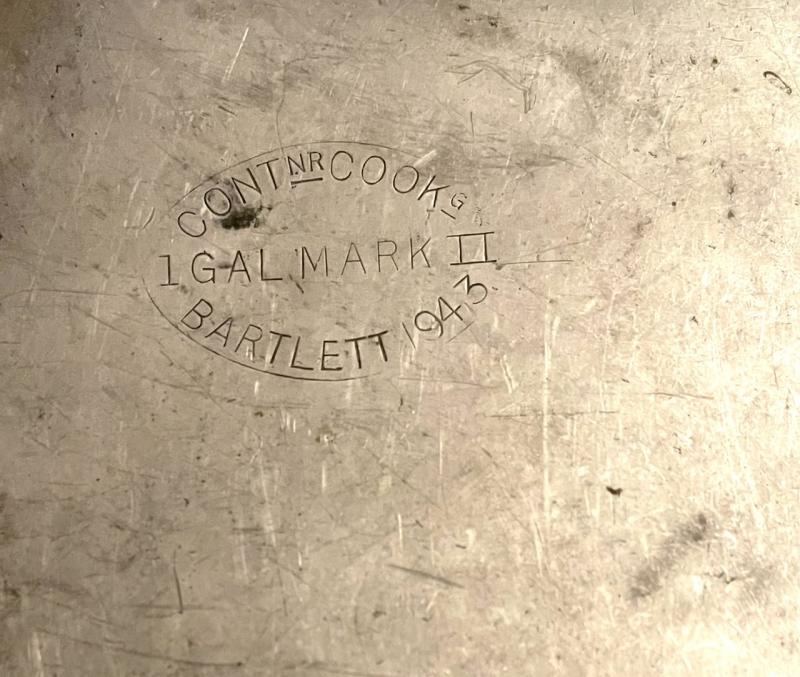 CONTNR COOKG
1 GAL MARK II
BARTLETT 1943